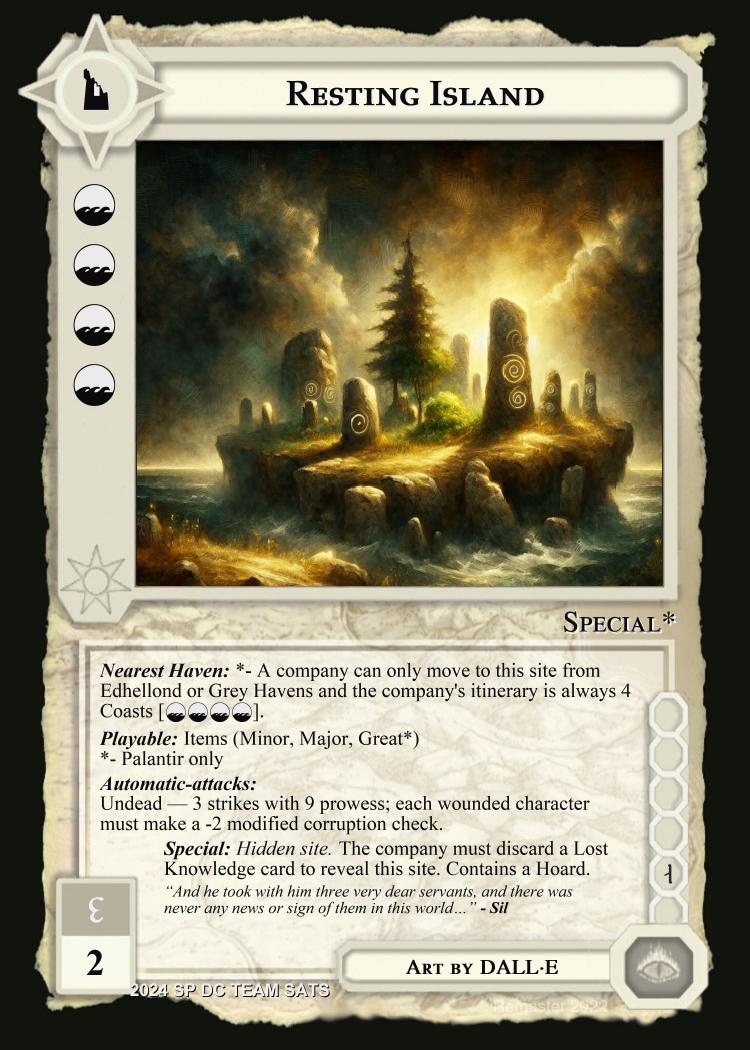 Resting Island
Special*
Nearest Haven: *- A company can only move to this site from
Edhellond or Grey Havens and the company's itinerary is always 4
Coasts [].
Playable: Items (Minor, Major, Great*)
*- Palantir only
Automatic-attacks:
Undead — 3 strikes with 9 prowess; each wounded character
must make a -2 modified corruption check.
Special: Hidden site. The company must discard a Lost
Knowledge card to reveal this site. Contains a Hoard.
“And he took with him three very dear servants, and there was
never any news or sign of them in this world…” - Sil
2
Art by DALL·E
2024 SP DC TEAM SATS
Remaster 2022